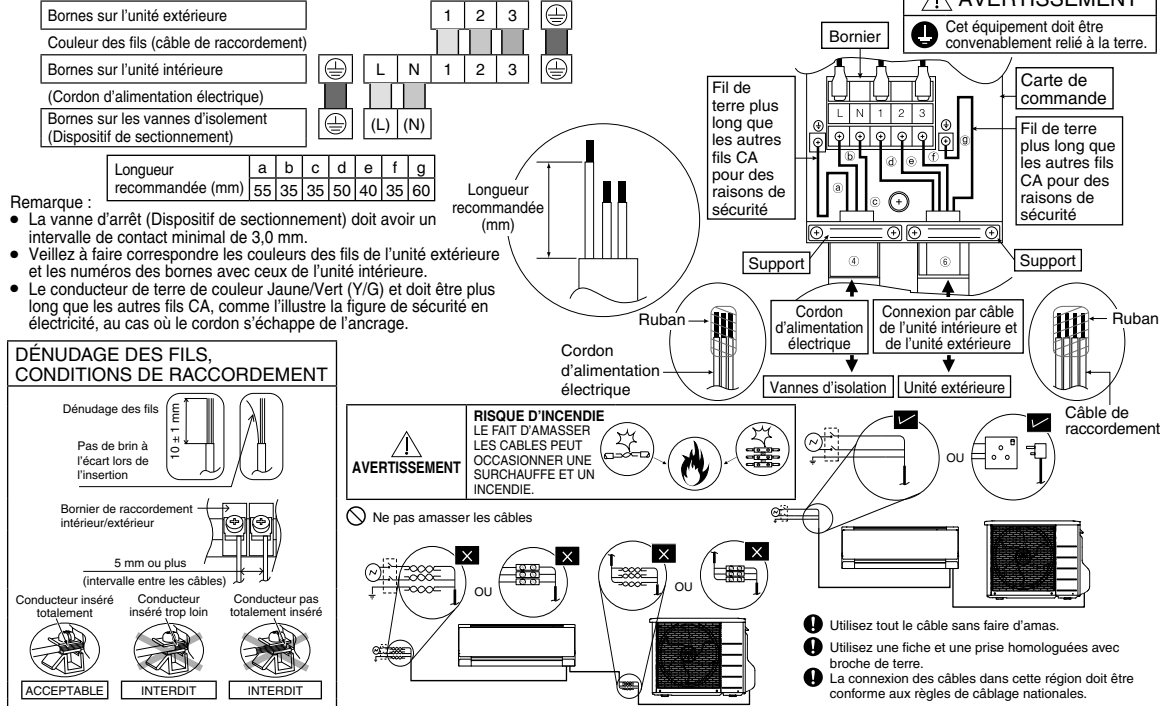 Bornes sur l'unité extérieure
1 2 3
Couleur des fils (câble de raccordement)
Bornes sur l'unité intérieure
L N 1 2 3
(Cordon d'alimentation électrique)
Bornes sur les vannes d'isolement
(Dispositif de sectionnement)
(L) (N)
Longueur
recommandée (mm)
a b c d e f g
55 35 35 50 40 35 60
Remarque :
• La vanne d'arrêt (Dispositif de sectionnement) doit avoir un
intervalle de contact minimal de 3,0 mm.
• Veillez à faire correspondre les couleurs des fils de l'unité extérieure
et les numéros des bornes avec ceux de l'unité intérieure.
• Le conducteur de terre de couleur Jaune/Vert (Y/G) et doit être plus
long que les autres fils CA, comme l'illustre la figure de sécurité en
électricité, au cas où le cordon s'échappe de l'ancrage.
Longueur
recommandée
(mm)
AVERTISSEMENT
Cet équipement doit être
convenablement relié à la terre.
Bornier
Fil de
terre plus
long que
les autres
fils CA
pour des
raisons de
sécurité
L N 1 2 3
ⓐ ⓑ ⓒ ⓓ ⓔ ⓕ ⓖ
Carte de
commande
Fil de terre
plus long que
les autres fils
CA pour des
raisons de
sécurité
Support
④
⑥
Support
Ruban
Cordon
d'alimentation
électrique
Connexion par câble
de l'unité intérieure et
de l'unité extérieure
Ruban
Cordon
d'alimentation
électrique
Vannes d'isolation
Unité extérieure
Câble de
raccordement
DÉNUDAGE DES FILS,
CONDITIONS DE RACCORDEMENT
Dénudage des fils
10 ± 1 mm
Pas de brin à
l'écart lors de
l'insertion
Bornier de raccordement
intérieur/extérieur
5 mm ou plus
(intervalle entre les câbles)
Conducteur inséré
totalement
Conducteur
inséré trop loin
Conducteur pas
totalement inséré
ACCEPTABLE
INTERDIT
INTERDIT
AVERTISSEMENT
RISQUE D'INCENDIE
LE FAIT D'AMASSER
LES CABLES PEUT
OCCASIONNER UNE
SURCHAUFFE ET UN
INCENDIE.
Ne pas amasser les câbles
OU
OU
OU
Utilisez tout le câble sans faire d'amas.
Utilisez une fiche et une prise homologuées avec
broche de terre.
La connexion des câbles dans cette région doit être
conforme aux règles de câblage nationales.